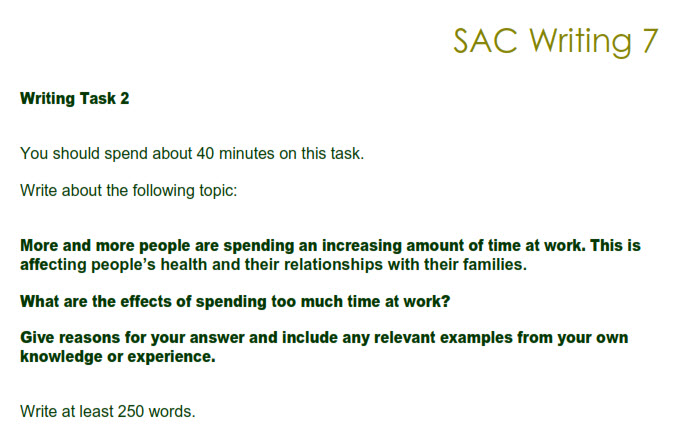 SAC Writing 7
Writing Task 2
You should spend about 40 minutes on this task.
Write about the following topic:
More and more people are spending an increasing amount of time at work. This is
affecting people's health and their relationships with their families.
What are the effects of spending too much time at work?
Give reasons for your answer and include any relevant examples from your own
knowledge or experience.
Write at least 250 words.